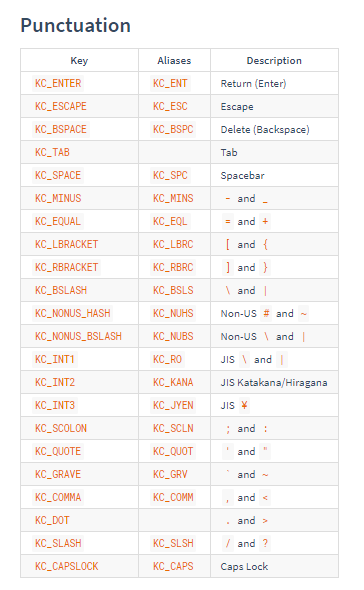 Punctuation
Key Aliases Description
KC_ENTER KC_ENT Return (Enter)
KC_ESCAPE KC_ESC Escape
KC_BSPACE KC_BSPC Delete (Backspace)
KC_TAB Tab
KC_SPACE KC_SPC Spacebar
KC_MINUS KC_MINS - and _
KC_EQUAL KC_EQL = and +
KC_LBRACKET KC_LBRC [ and {
KC_RBRACKET KC_RBRC ] and }
KC_BSLASH KC_BSLS \ and |
KC_NONUS_HASH KC_NUHS Non-US # and ~
KC_NONUS_BSLASH KC_NUBS Non-US \ and |
KC_INT1 KC_RO JIS \ and |
KC_INT2 KC_KANA JIS Katakana/Hiragana
KC_INT3 KC_JYEN JIS ¥
KC_SCOLON KC_SCLN ; and :
KC_QUOTE KC_QUOT ' and "
KC_GRAVE KC_GRV ` and ~
KC_COMMA KC_COMM , and <
KC_DOT . and >
KC_SLASH KC_SLSH / and ?
KC_CAPSLOCK KC_CAPS Caps Lock